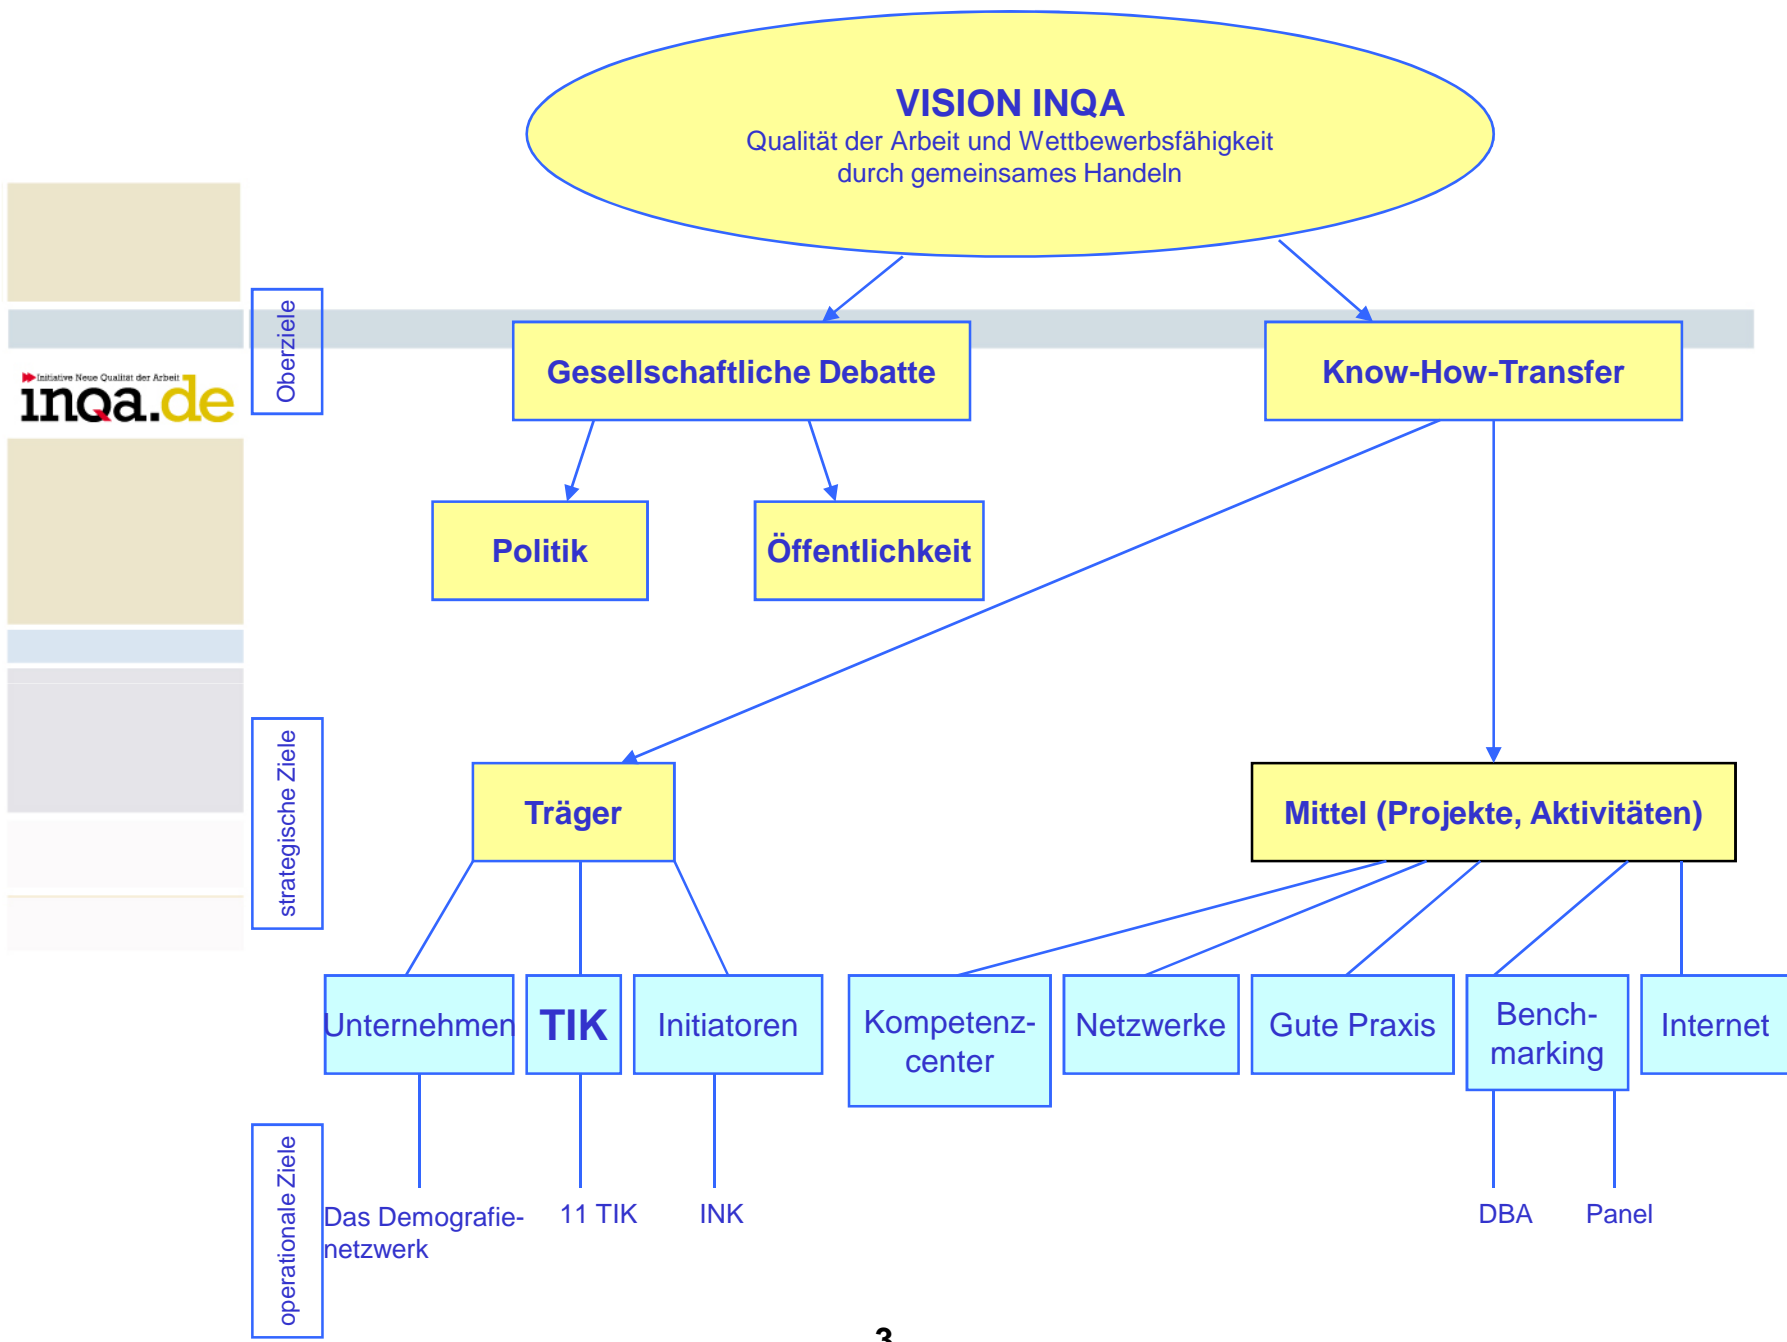 VISION INQA
Qualität der Arbeit und Wettbewerbsfähigkeit
durch gemeinsames Handeln
Oberziele
Gesellschaftliche Debatte
Know-How-Transfer
Initiative Neue Qualität der Arbeit
inqa.de
Politik
Öffentlichkeit
strategische Ziele
Träger
Mittel (Projekte, Aktivitäten)
Unternehmen
TIK
Initiatoren
Kompetenz-
center
Netzwerke
Gute Praxis
Bench-
marking
Internet
operationale Ziele
Das Demografie-
netzwerk
11 TIK
INK
DBA
Panel
3